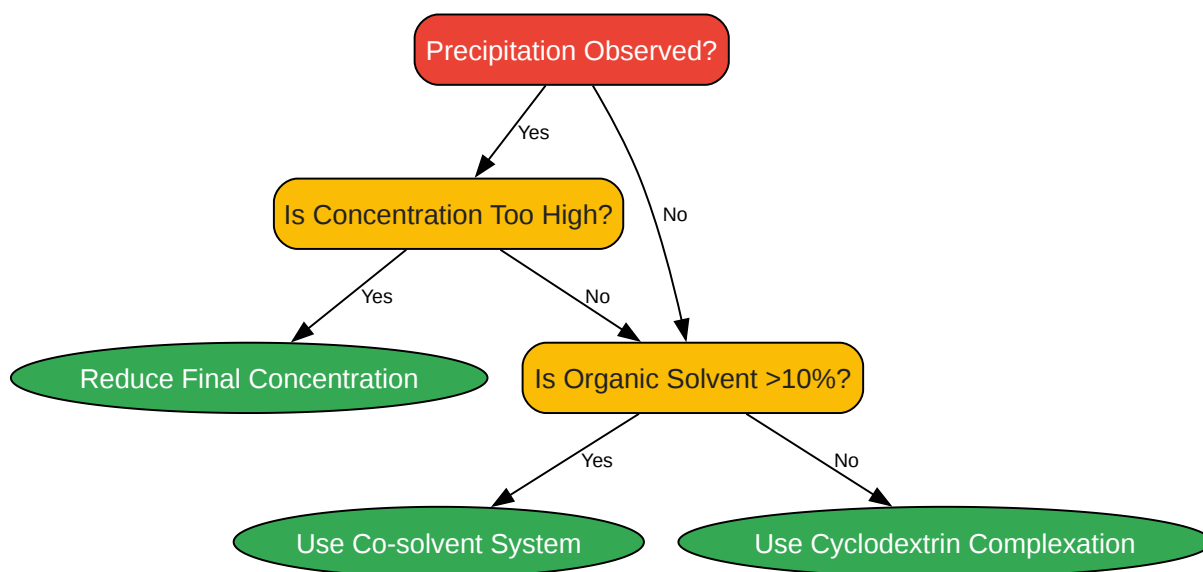 Precipitation Observed?
Yes
No
Is Concentration Too High?
Yes
No
Reduce Final Concentration
Is Organic Solvent >10%?
Yes
No
Use Co-solvent System
Use Cyclodextrin Complexation